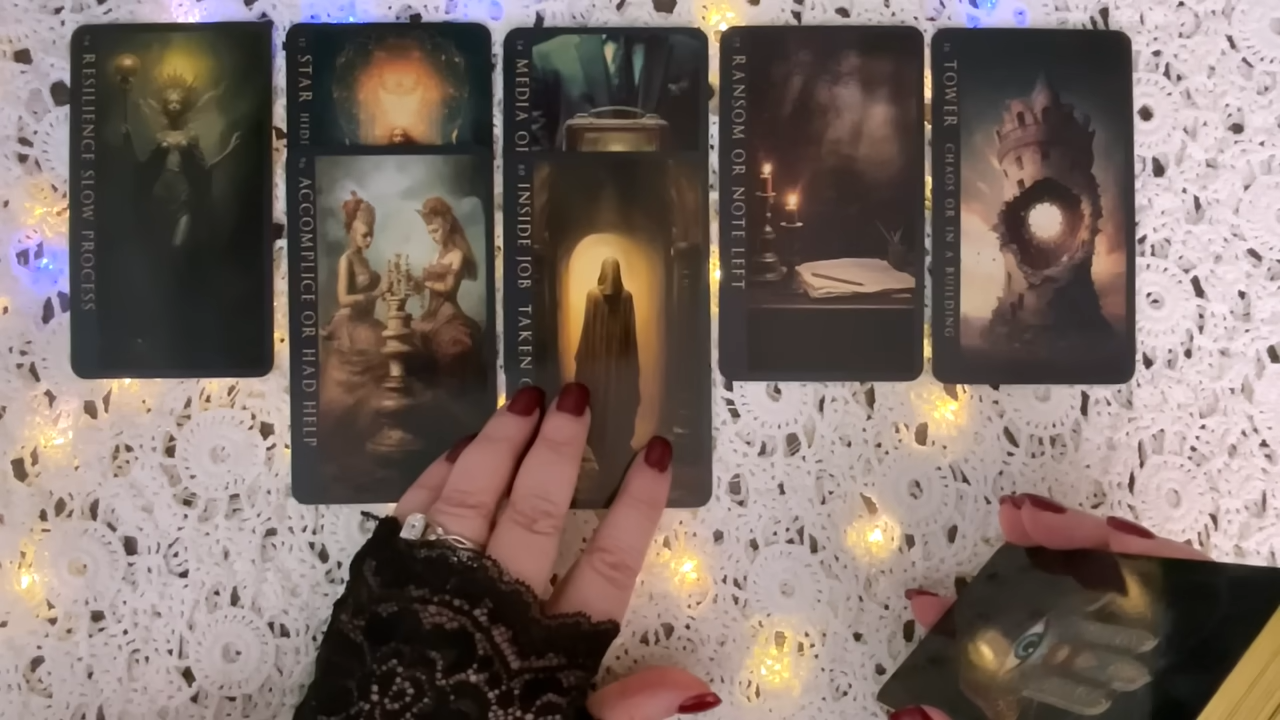 RESILIENCE SLOW PROCESS
STAR
ACCOMPLICE OR HAD HELP
MEDIA
INSIDE JOB TAKEN
RANSOM OR NOTE LEFT
TOWER CHAOS OR IN A BUILDING